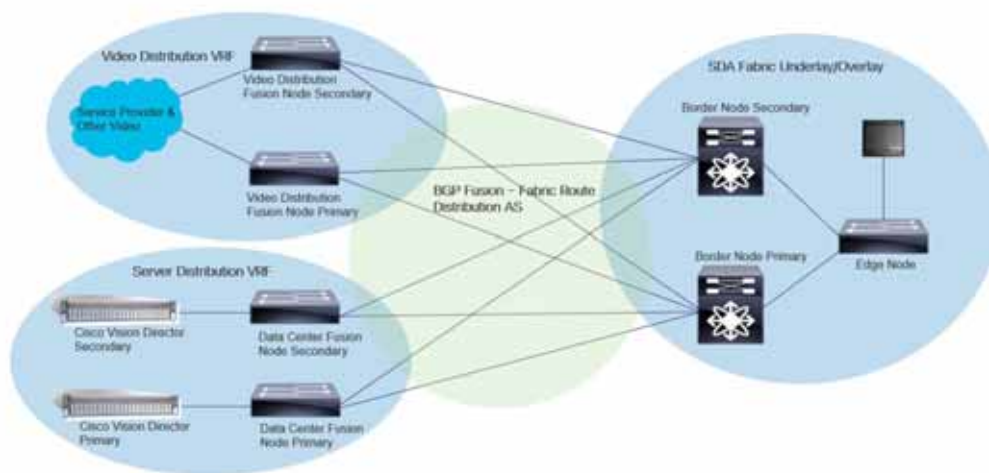 Video Distribution VRF
Service Provider &
Other Video
Video Distribution
Fusion Node Secondary
Video Distribution
Fusion Node Primary
BGP Fusion - Fabric Route
Distribution AS
SDA Fabric Underlay/Overlay
Border Node Secondary
Border Node Primary
Edge Node
Server Distribution VRF
Cisco Vision Director
Secondary
Data Center Fusion
Node Secondary
Cisco Vision Director
Primary
Data Center Fusion
Node Primary